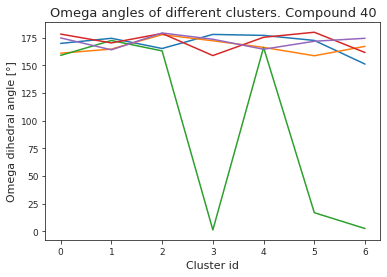 Omega angles of different clusters. Compound 40
Omega dihedral angle [°]
175
150
125
100
75
50
25
0
0 1 2 3 4 5 6
Cluster id